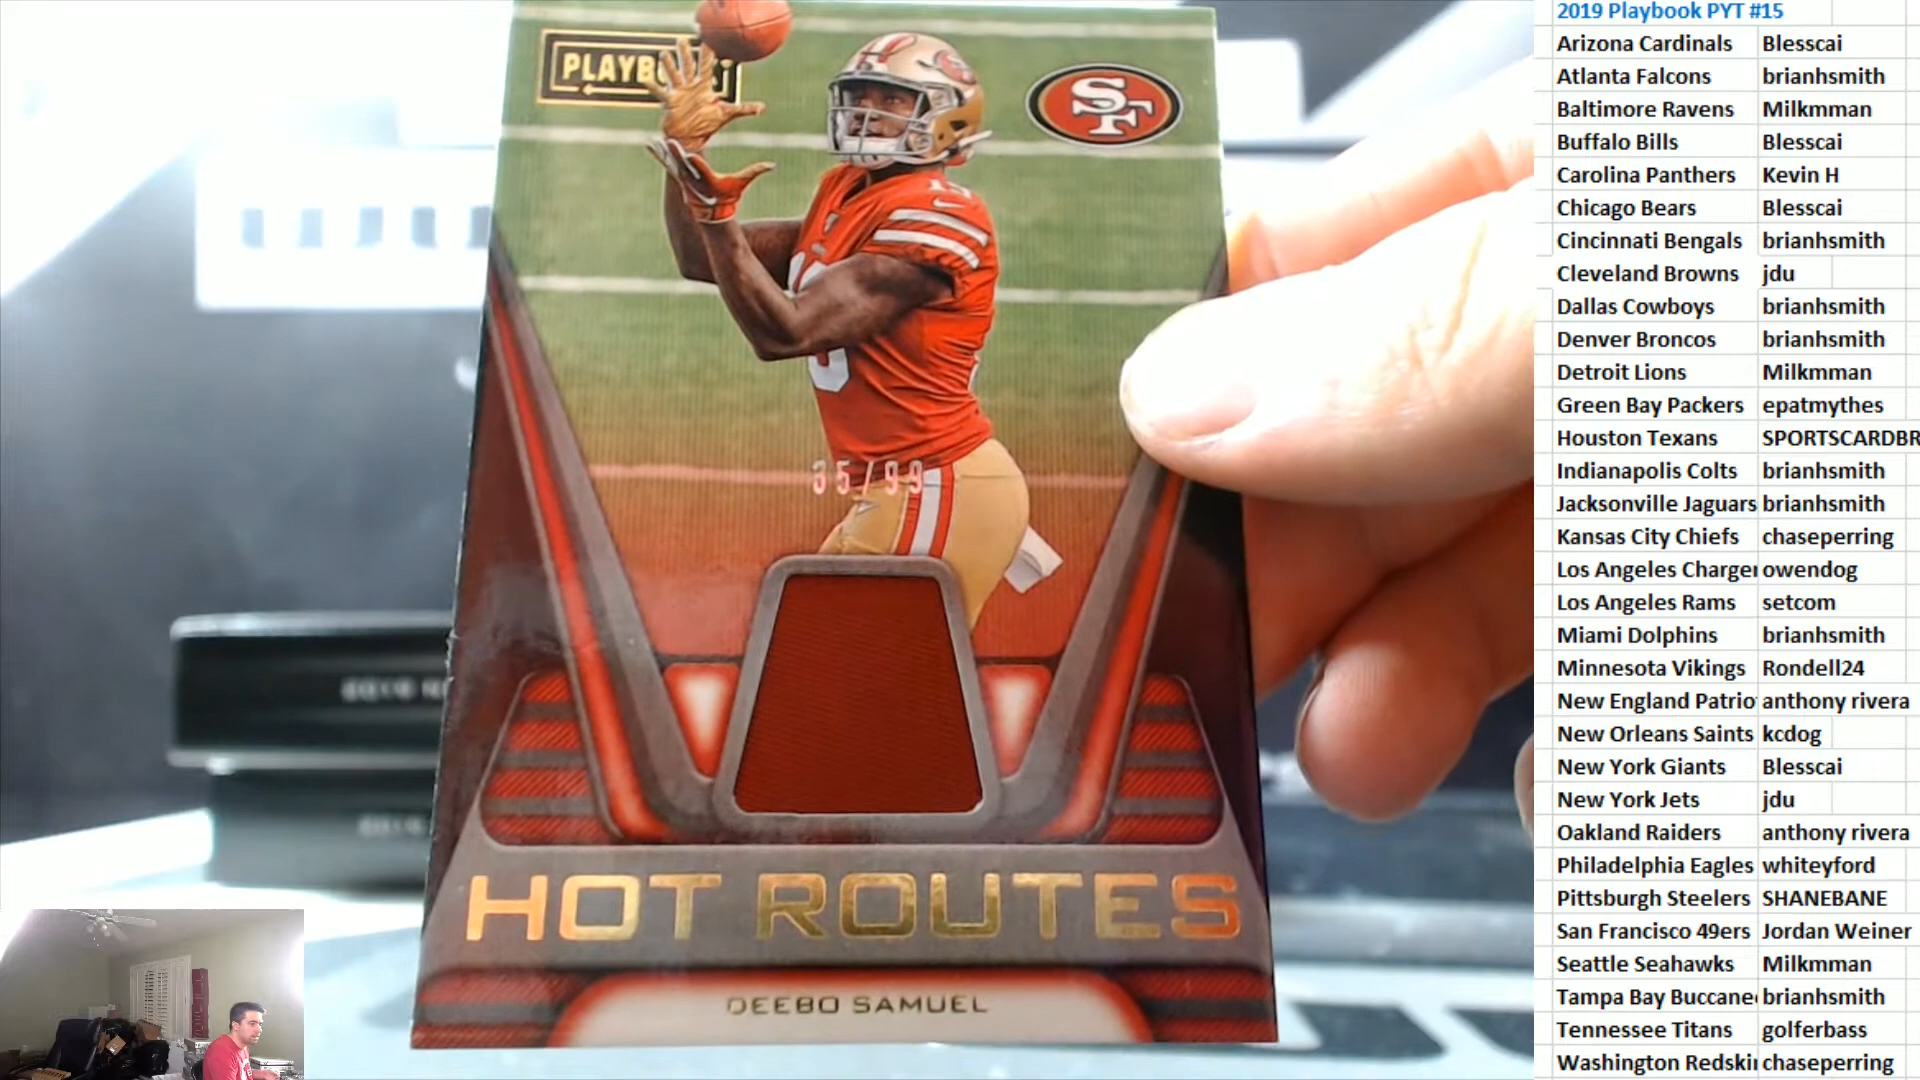 PLAYB
SF
35/99
HOT ROUTES
DEEBO SAMUEL
2019 Playbook PYT #15
Arizona Cardinals Blesscai
Atlanta Falcons brianhsmith
Baltimore Ravens Milkmman
Buffalo Bills Blesscai
Carolina Panthers Kevin H
Chicago Bears Blesscai
Cincinnati Bengals brianhsmith
Cleveland Browns jdu
Dallas Cowboys brianhsmith
Denver Broncos brianhsmith
Detroit Lions Milkmman
Green Bay Packers epatmythes
Houston Texans SPORTSCARDBR
Indianapolis Colts brianhsmith
Jacksonville Jaguars brianhsmith
Kansas City Chiefs chaseperring
Los Angeles Charger owendog
Los Angeles Rams setcom
Miami Dolphins brianhsmith
Minnesota Vikings Rondell24
New England Patrio anthony rivera
New Orleans Saints kcdog
New York Giants Blesscai
New York Jets jdu
Oakland Raiders anthony rivera
Philadelphia Eagles whiteyford
Pittsburgh Steelers SHANEBANE
San Francisco 49ers Jordan Weiner
Seattle Seahawks Milkmman
Tampa Bay Buccane brianhsmith
Tennessee Titans golferbass
Washington Redski chaseperring